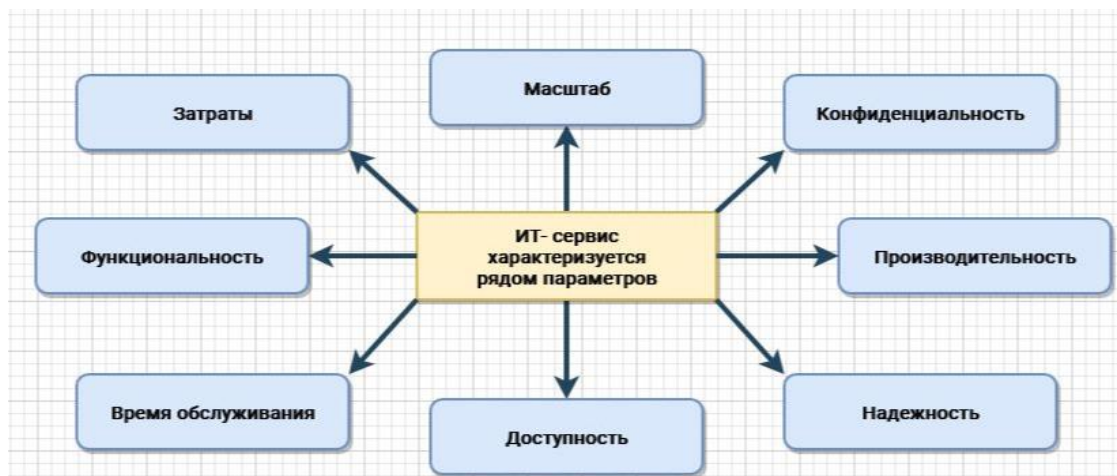 Масштаб
Затраты
Конфиденциальность
ИТ- сервис
характеризуется
рядом параметров
Функциональность
Производительность
Время обслуживания
Надежность
Доступность